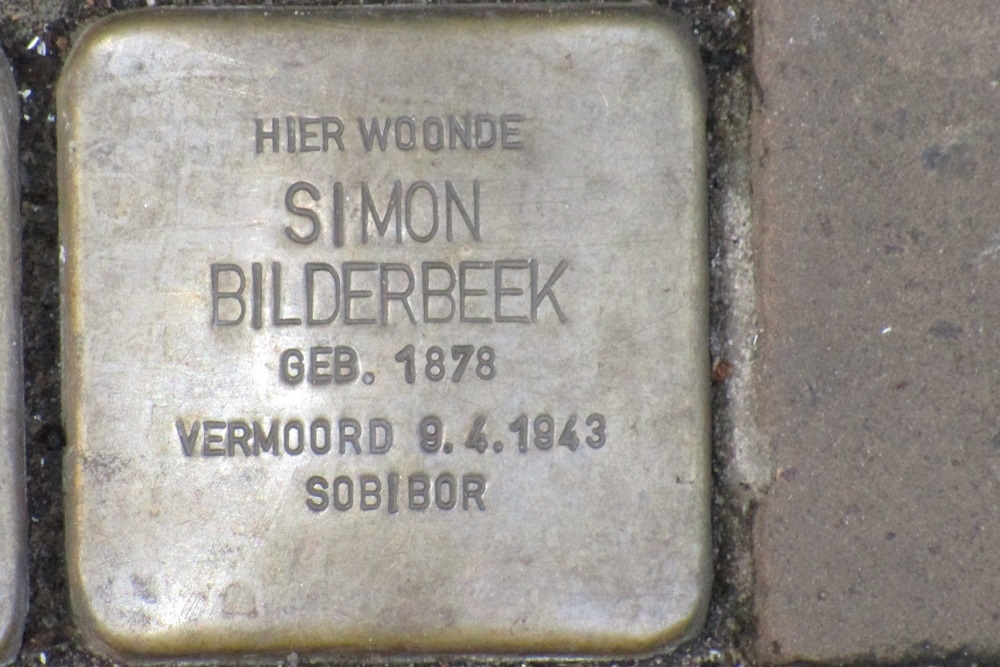 HIER WOONDE
SIMON
BILDERBEEK
GEB. 1878
VERMOORD 9.4.1943
SOBIBOR